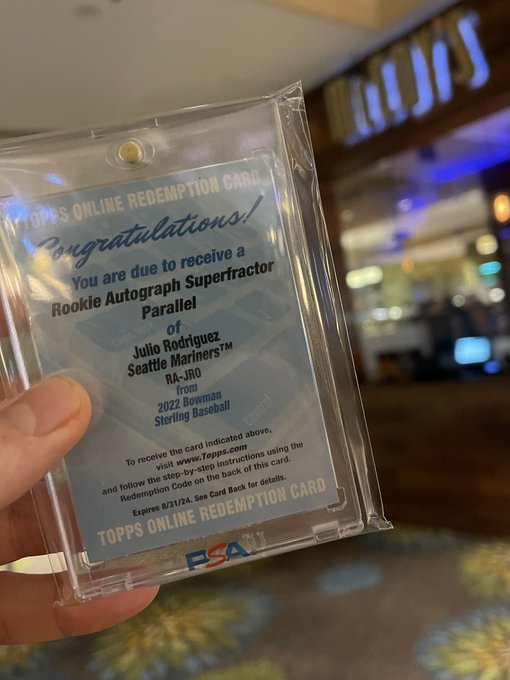 TOPPS ONLINE REDEMPTION CARD
Congratulations!
You are due to receive a
Rookie Autograph Superfractor
Parallel
of
Julio Rodriguez
Seattle Mariners™
RA-JRO
from
2022 Bowman
Sterling Baseball
To receive the card indicated above,
visit www.Topps.com
and follow the step-by-step instructions using the
Redemption Code on the back of this card.
Expires 8/31/24. See Card Back for details.
TOPPS ONLINE REDEMPTION CARD
PSA